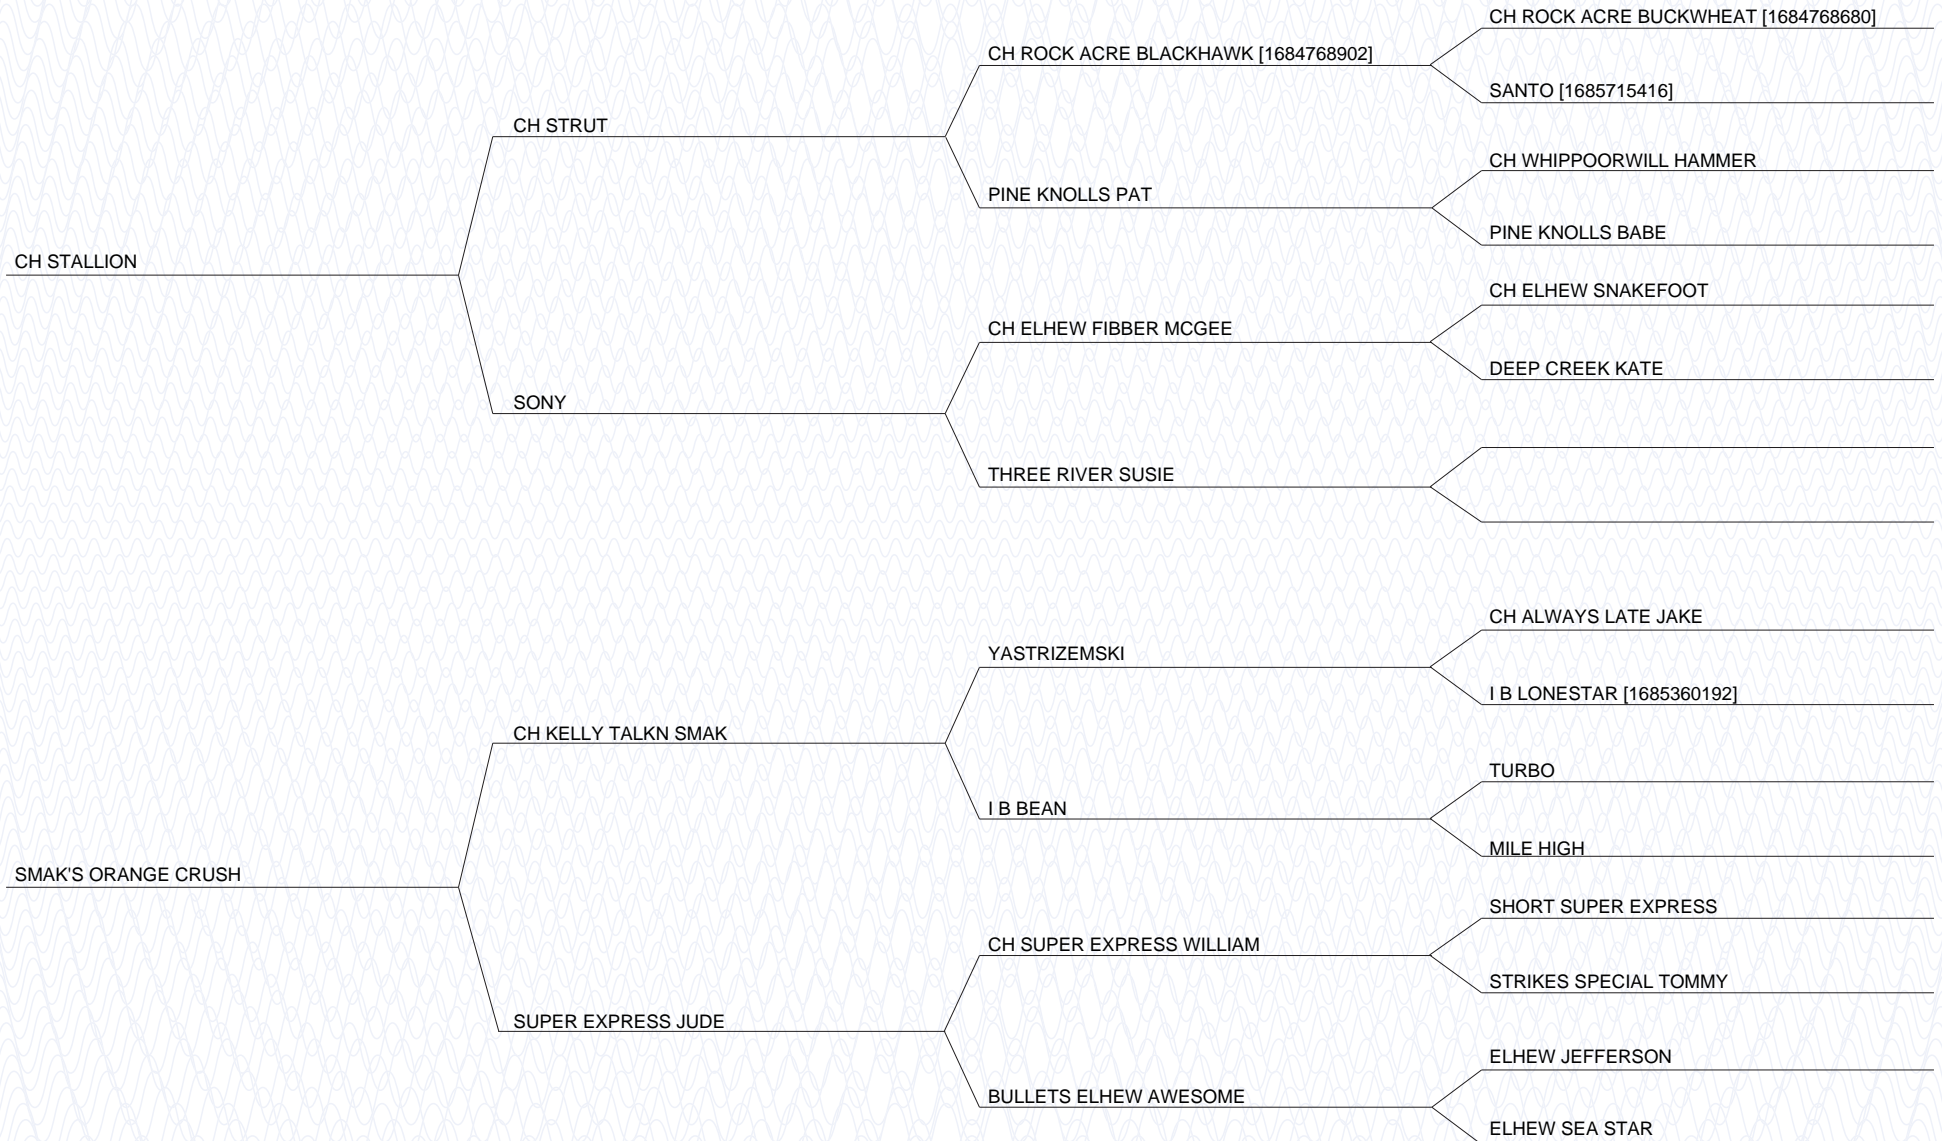 CH ROCK ACRE BUCKWHEAT [1684768680]
CH ROCK ACRE BLACKHAWK [1684768902]
SANTO [1685715416]
CH STRUT
CH WHIPPOORWILL HAMMER
PINE KNOLLS PAT
PINE KNOLLS BABE
CH STALLION
CH ELHEW SNAKEFOOT
CH ELHEW FIBBER MCGEE
DEEP CREEK KATE
SONY
THREE RIVER SUSIE
CH ALWAYS LATE JAKE
YASTRIZEMSKI
I B LONESTAR [1685360192]
CH KELLY TALKN SMAK
TURBO
I B BEAN
MILE HIGH
SMAK'S ORANGE CRUSH
SHORT SUPER EXPRESS
CH SUPER EXPRESS WILLIAM
STRIKES SPECIAL TOMMY
SUPER EXPRESS JUDE
ELHEW JEFFERSON
BULLETS ELHEW AWESOME
ELHEW SEA STAR